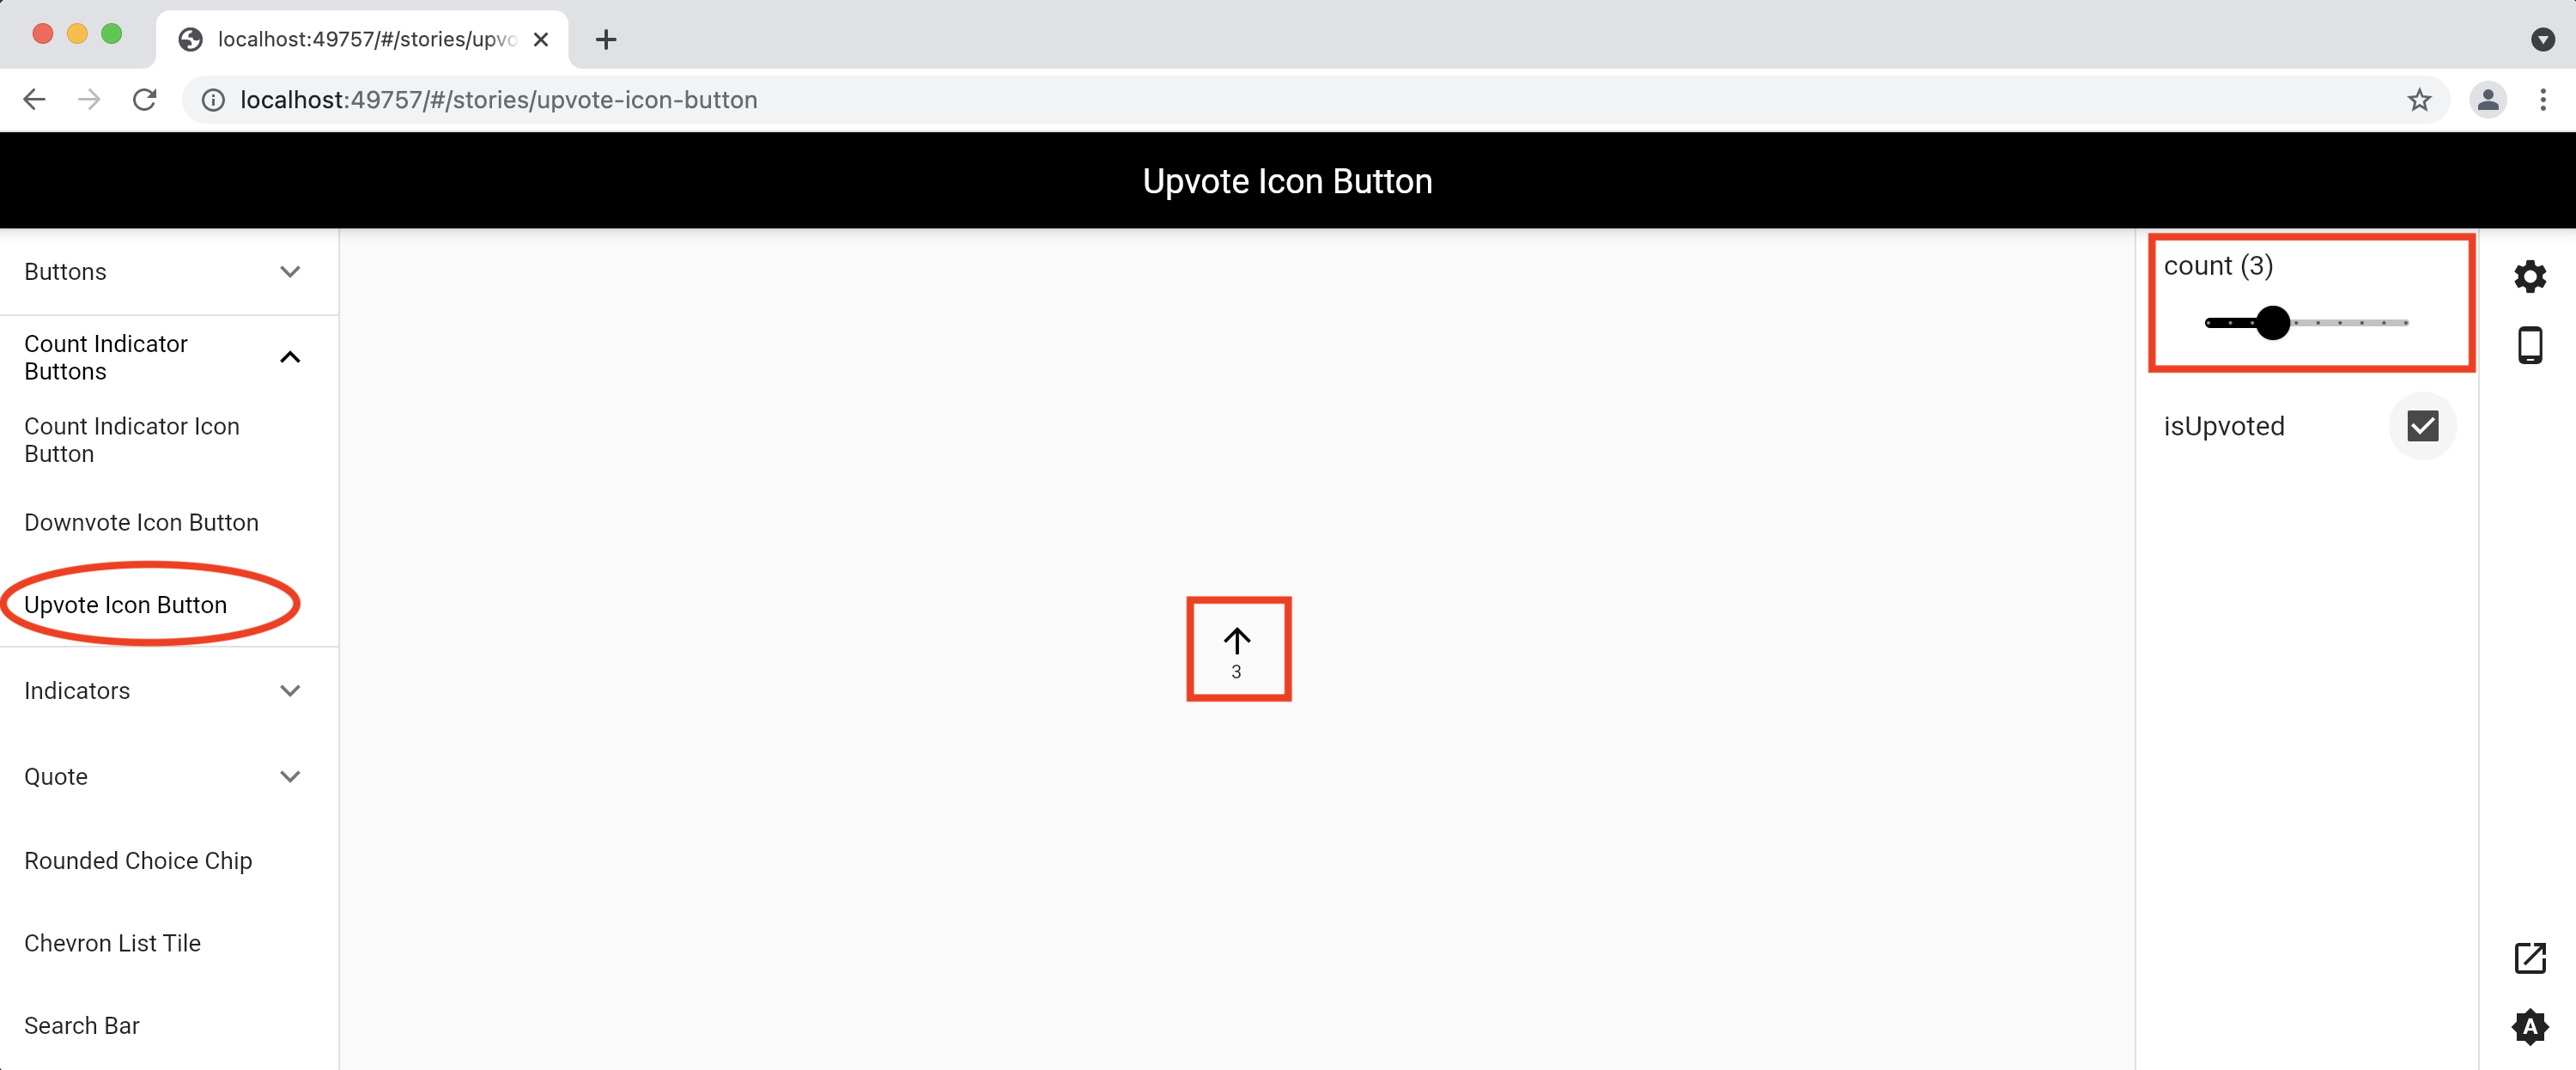 localhost:49757/#/stories/upvo
localhost:49757/#/stories/upvote-icon-button
Upvote Icon Button
Buttons
Count Indicator
Buttons
Count Indicator Icon
Button
Downvote Icon Button
Upvote Icon Button
Indicators
Quote
Rounded Choice Chip
Chevron List Tile
Search Bar
3
count (3)
isUpvoted
A